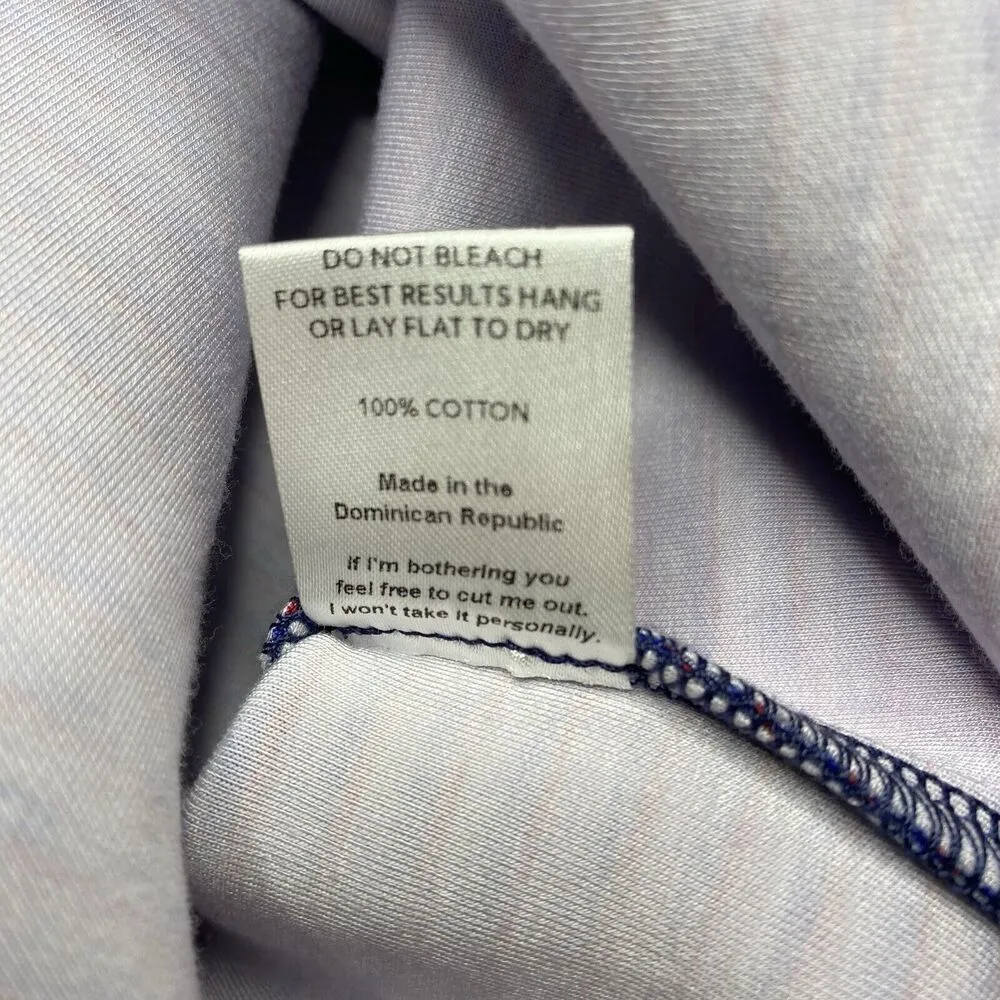 DO NOT BLEACH
FOR BEST RESULTS HANG
OR LAY FLAT TO DRY
100% COTTON
Made in the
Dominican Republic
If I'm bothering you
feel free to cut me out.
I won't take it personally.